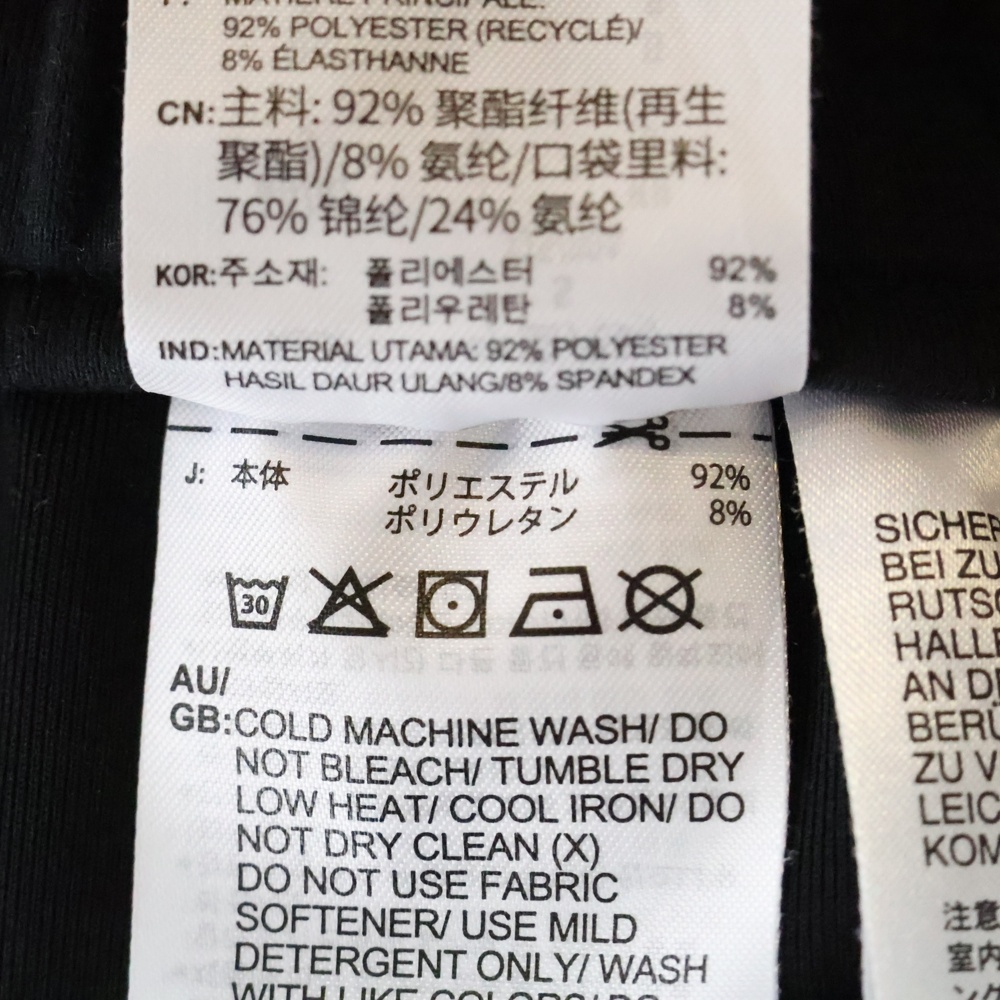 92% POLYESTER (RECYCLÉ)/
8% ÉLASTHANNE
CN:主料: 92% 聚酯纤维(再生
聚酯)/8% 氨纶/口袋里料:
76% 锦纶/24% 氨纶
KOR:주소재: 폴리에스터 92%
폴리우레탄 8%
IND:MATERIAL UTAMA: 92% POLYESTER
HASIL DAUR ULANG/8% SPANDEX
J: 本体 ポリエステル 92%
ポリウレタン 8%
30
AU/
GB:COLD MACHINE WASH/ DO
NOT BLEACH/ TUMBLE DRY
LOW HEAT/ COOL IRON/ DO
NOT DRY CLEAN (X)
DO NOT USE FABRIC
SOFTENER/ USE MILD
DETERGENT ONLY/ WASH
WITH LIKE COLORS/ DO
SICHER
BEI ZU
RUTSC
HALLE
AN DI
BERÜ
ZU V
LEIC
KOM
注意
室内